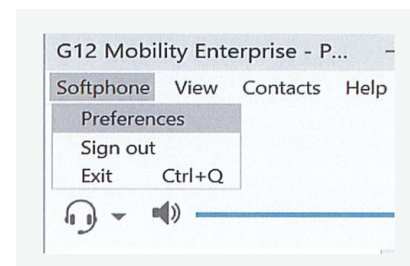 G12 Mobility Enterprise - P... -
Softphone View Contacts Help
Preferences
Sign out
Exit Ctrl+Q